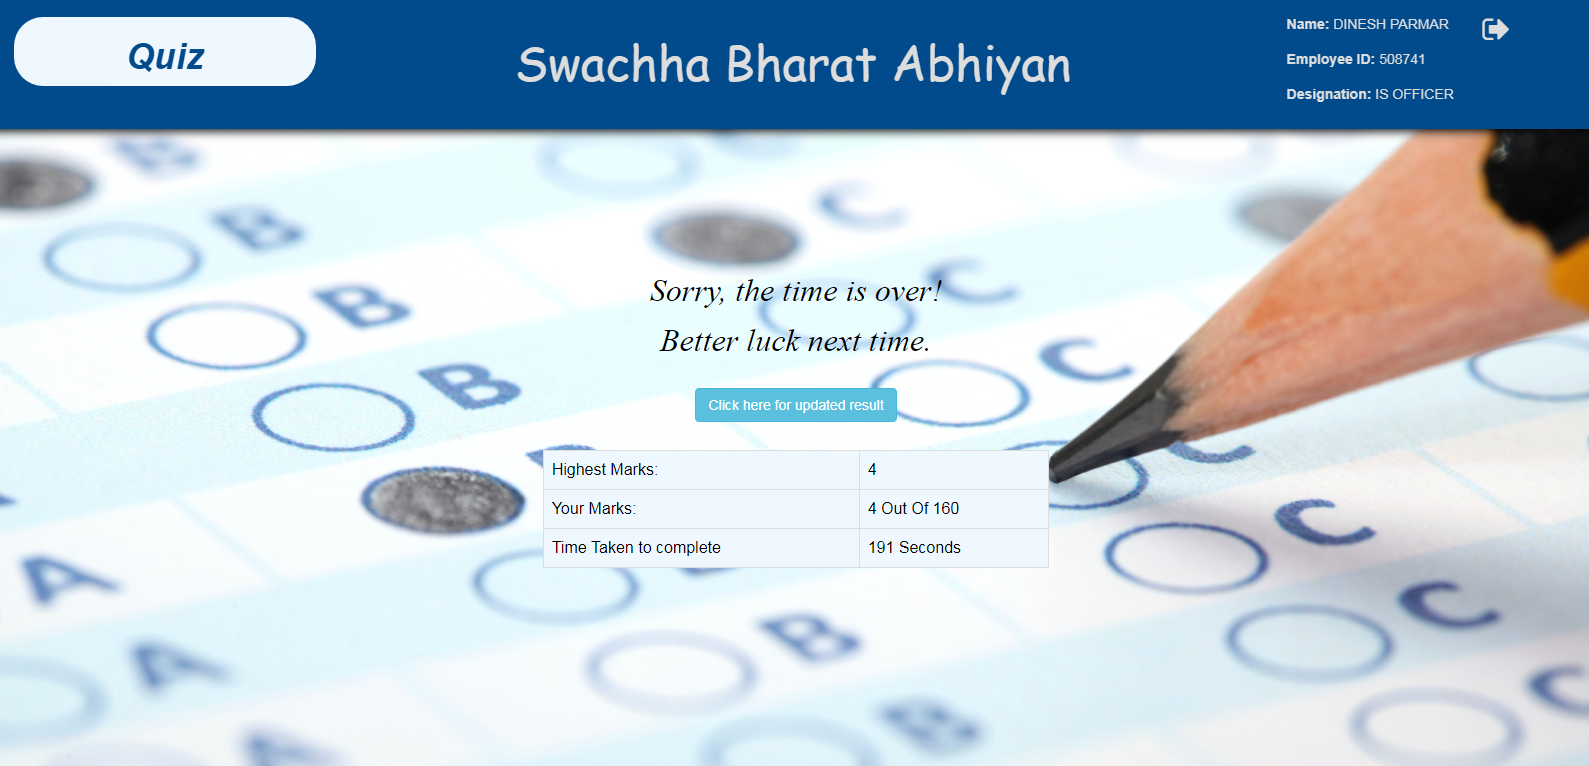 Quiz
Swachha Bharat Abhiyan
Name: DINESH PARMAR
Employee ID: 508741
Designation: IS OFFICER
Sorry, the time is over!
Better luck next time.
Click here for updated result
Highest Marks: 4
Your Marks: 4 Out Of 160
Time Taken to complete 191 Seconds
B
B
C
B
C
B
C
C
A
C
C
B
A
C
B
A